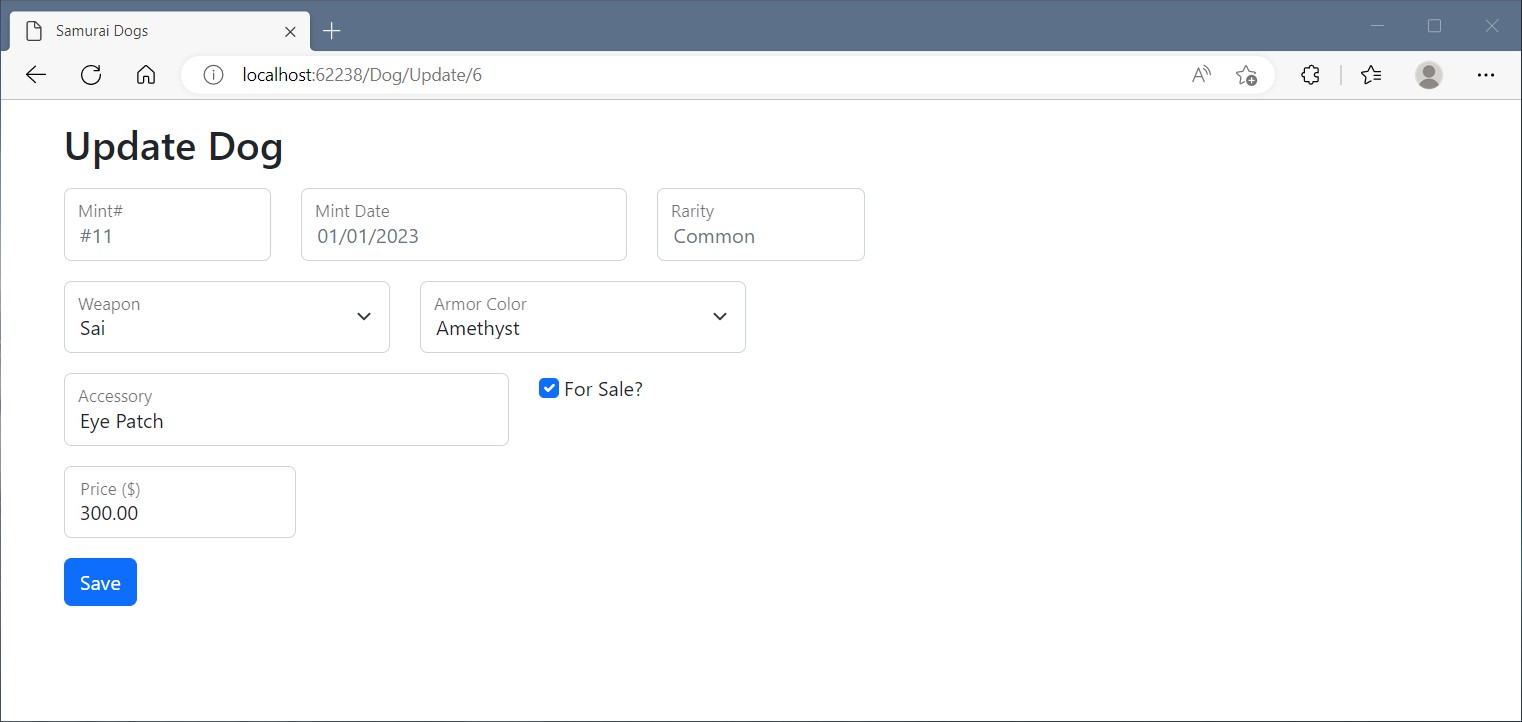 Samurai Dogs
localhost:62238/Dog/Update/6
Update Dog
Mint#
#11
Mint Date
01/01/2023
Rarity
Common
Weapon
Sai
Armor Color
Amethyst
Accessory
Eye Patch
For Sale?
Price ($)
300.00
Save